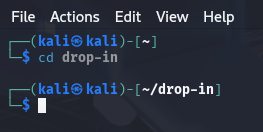 File Actions Edit View Help
┌──(kali㉿kali)-[~]
└─$ cd drop-in
┌──(kali㉿kali)-[~/drop-in]
└─$